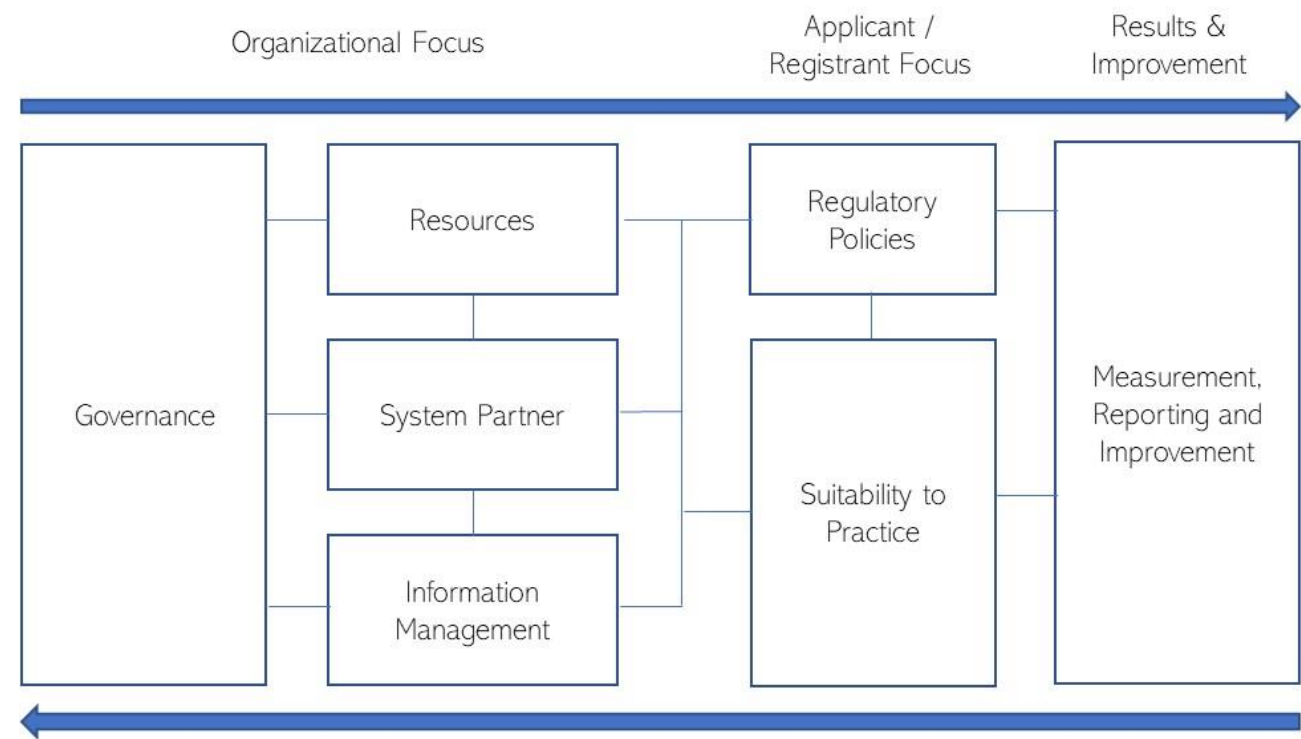 Organizational Focus
Applicant /
Registrant Focus
Results &
Improvement
Governance
Resources
System Partner
Information
Management
Regulatory
Policies
Suitability to
Practice
Measurement,
Reporting and
Improvement